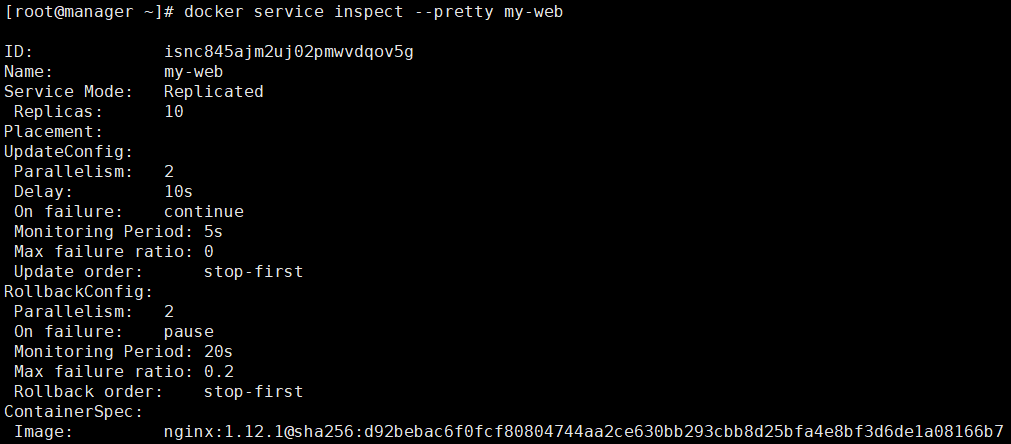 [root@manager ~]# docker service inspect --pretty my-web
ID: isnc845ajm2uj02pmwvdqov5g
Name: my-web
Service Mode: Replicated
Replicas: 10
Placement:
UpdateConfig:
Parallelism: 2
Delay: 10s
On failure: continue
Monitoring Period: 5s
Max failure ratio: 0
Update order: stop-first
RollbackConfig:
Parallelism: 2
On failure: pause
Monitoring Period: 20s
Max failure ratio: 0.2
Rollback order: stop-first
ContainerSpec:
Image: nginx:1.12.1@sha256:d92bebac6f0fcf80804744aa2ce630bb293cbb8d25bfa4e8bf3d6de1a08166b7